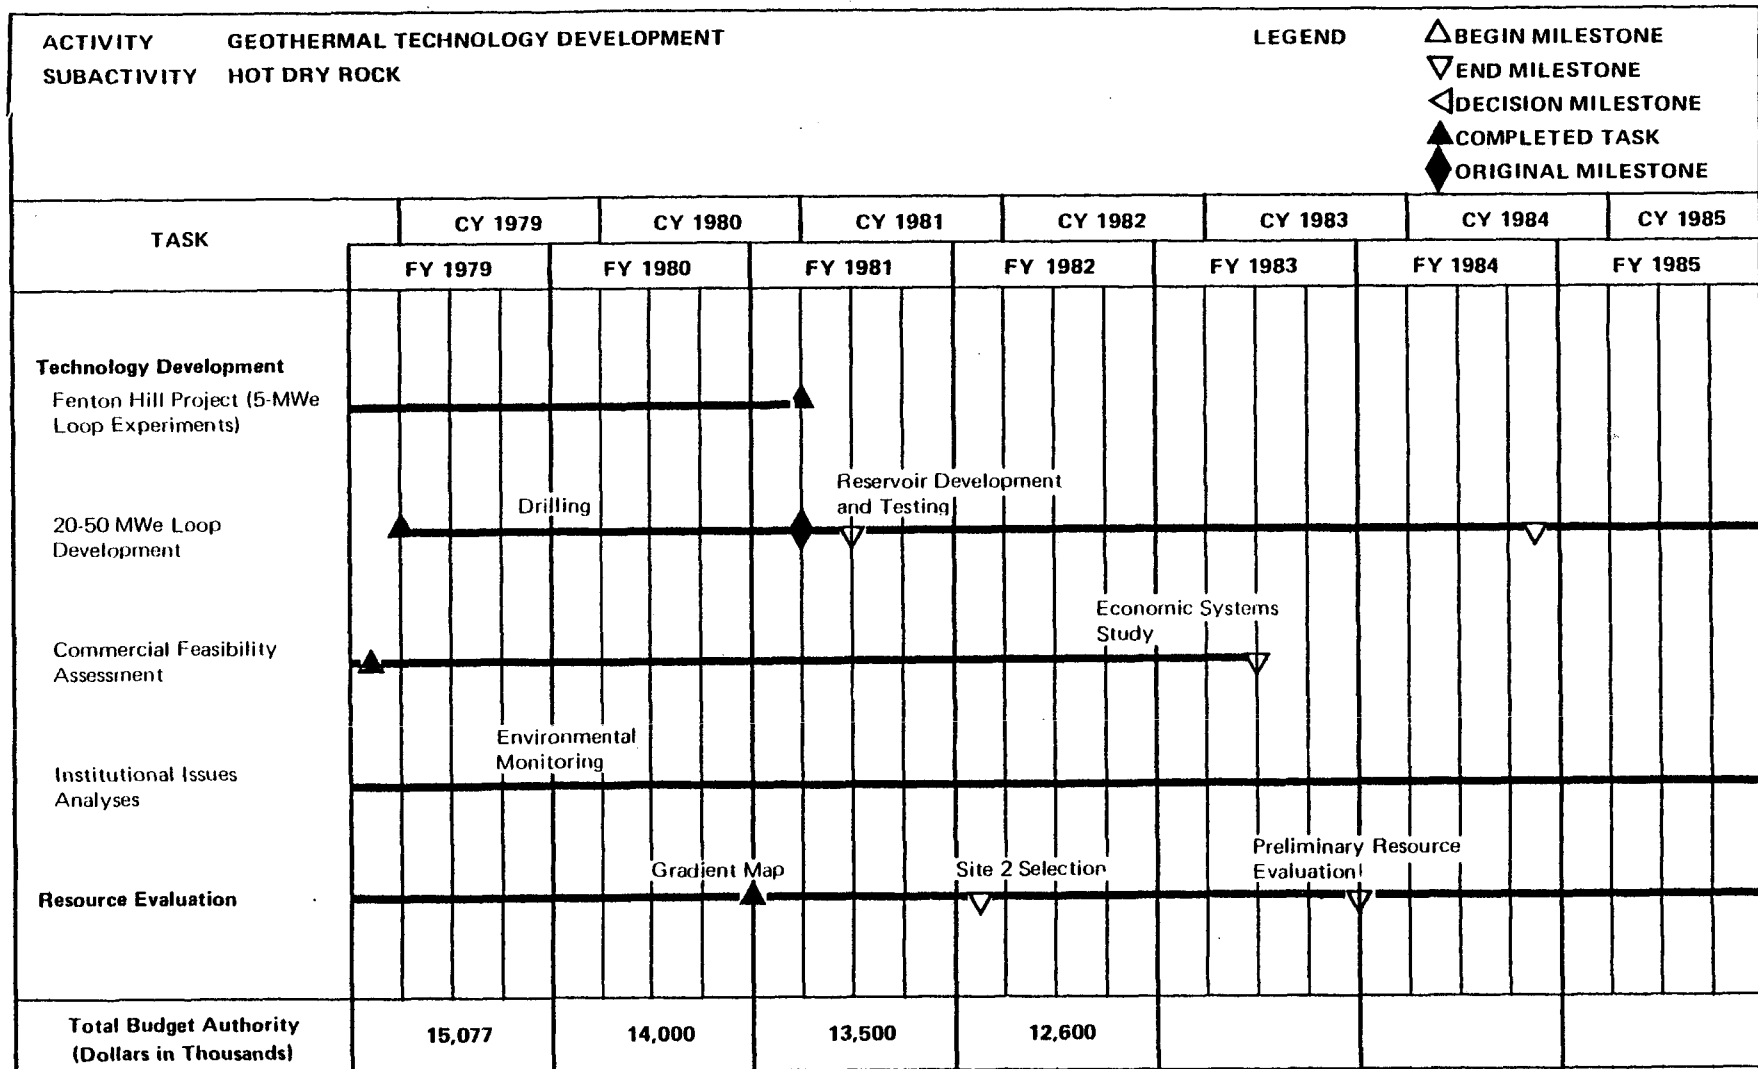 ACTIVITY GEOTHERMAL TECHNOLOGY DEVELOPMENT
SUBACTIVITY HOT DRY ROCK
LEGEND
BEGIN MILESTONE
END MILESTONE
DECISION MILESTONE
COMPLETED TASK
ORIGINAL MILESTONE
TASK
CY 1979 CY 1980 CY 1981 CY 1982 CY 1983 CY 1984 CY 1985
FY 1979 FY 1980 FY 1981 FY 1982 FY 1983 FY 1984 FY 1985
Technology Development
Fenton Hill Project (5-MWe
Loop Experiments)
20-50 MWe Loop
Development
Drilling
Reservoir Development
and Testing
Commercial Feasibility
Assessment
Economic Systems
Study
Institutional Issues
Analyses
Environmental
Monitoring
Resource Evaluation
Gradient Map
Site 2 Selection
Preliminary Resource
Evaluation
Total Budget Authority
(Dollars in Thousands)
15,077 14,000 13,500 12,600